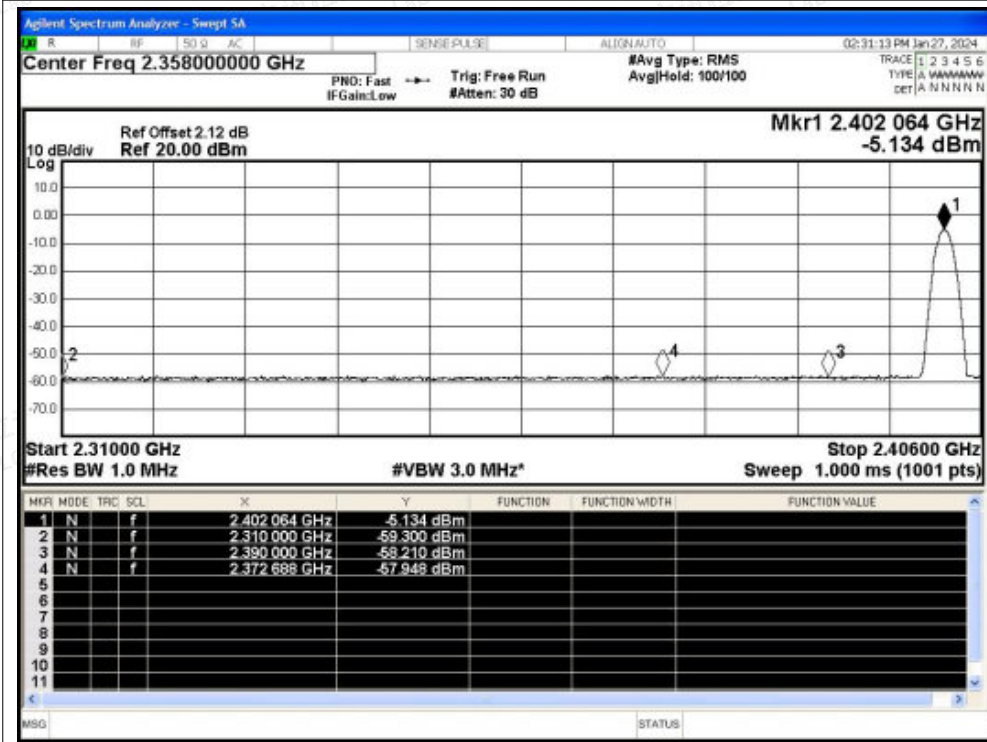 Agilent Spectrum Analyzer - Swept SA
R RF 50 Ω AC SENSE:PULSE ALIGN AUTO 02:31:13 PM Jan 27, 2024
Center Freq 2.358000000 GHz #Avg Type: RMS TRACE 1 2 3 4 5 6
PNO: Fast Trig: Free Run Avg|Hold: 100/100 TYPE A WWWWW
IFGain:Low #Atten: 30 dB DET A N N N N N
Mkr1 2.402 064 GHz
-5.134 dBm
Ref Offset 2.12 dB
10 dB/div Ref 20.00 dBm
Log
10.0
0.00
-10.0
-20.0
-30.0
-40.0
-50.0
-60.0
-70.0
1
2
4
3
Start 2.31000 GHz Stop 2.40600 GHz
#Res BW 1.0 MHz #VBW 3.0 MHz* Sweep 1.000 ms (1001 pts)
MKR MODE TRC SCL X Y FUNCTION FUNCTION WIDTH FUNCTION VALUE
1 N f 2.402 064 GHz -5.134 dBm
2 N f 2.310 000 GHz -59.300 dBm
3 N f 2.390 000 GHz -58.210 dBm
4 N f 2.372 688 GHz -57.948 dBm
5
6
7
8
9
10
11
MSG STATUS